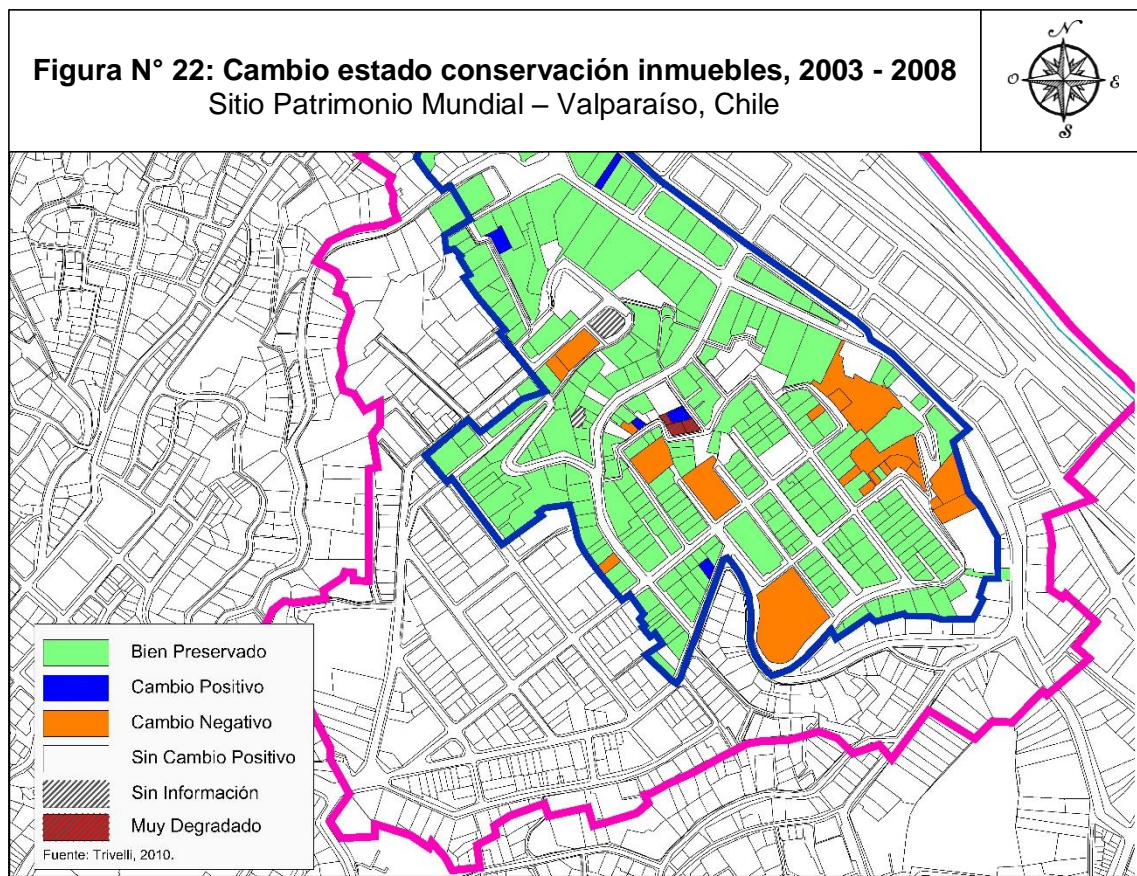 Figura N° 22: Cambio estado conservación inmuebles, 2003 - 2008
Sitio Patrimonio Mundial – Valparaíso, Chile
N
O
E
S
Bien Preservado
Cambio Positivo
Cambio Negativo
Sin Cambio Positivo
Sin Información
Muy Degradado
Fuente: Trivelli, 2010.